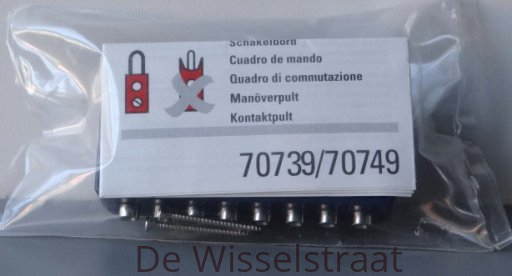 Schakelbord
Cuadro de mando
Quadro di commutazione
Manöverpult
Kontaktpult
70739/70749
De Wisselstraat